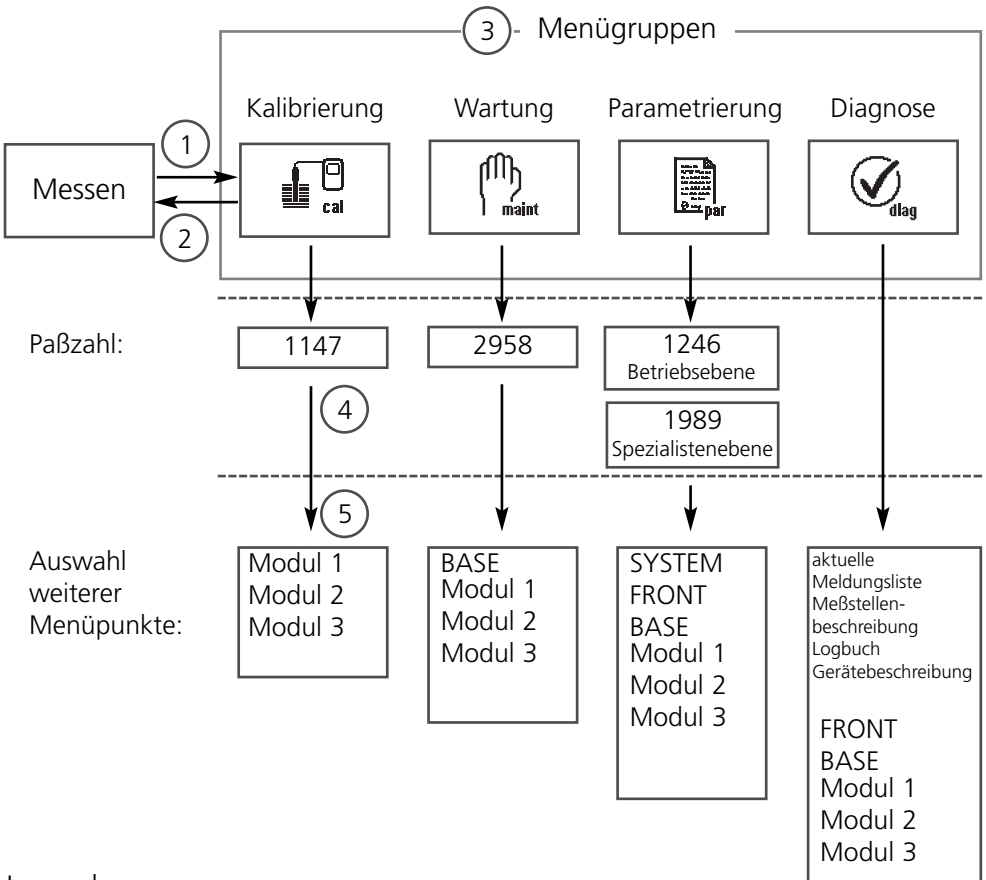 3 Menügruppen
Kalibrierung Wartung Parametrierung Diagnose
1
Messen
2
cal maint par diag
Paßzahl: 1147 2958 1246
Betriebsebene
4
1989
Spezialistenebene
5
Auswahl
weiterer
Menüpunkte:
Modul 1
Modul 2
Modul 3
BASE
Modul 1
Modul 2
Modul 3
SYSTEM
FRONT
BASE
Modul 1
Modul 2
Modul 3
aktuelle
Meldungsliste
Meßstellen-
beschreibung
Logbuch
Gerätebeschreibung
FRONT
BASE
Modul 1
Modul 2
Modul 3